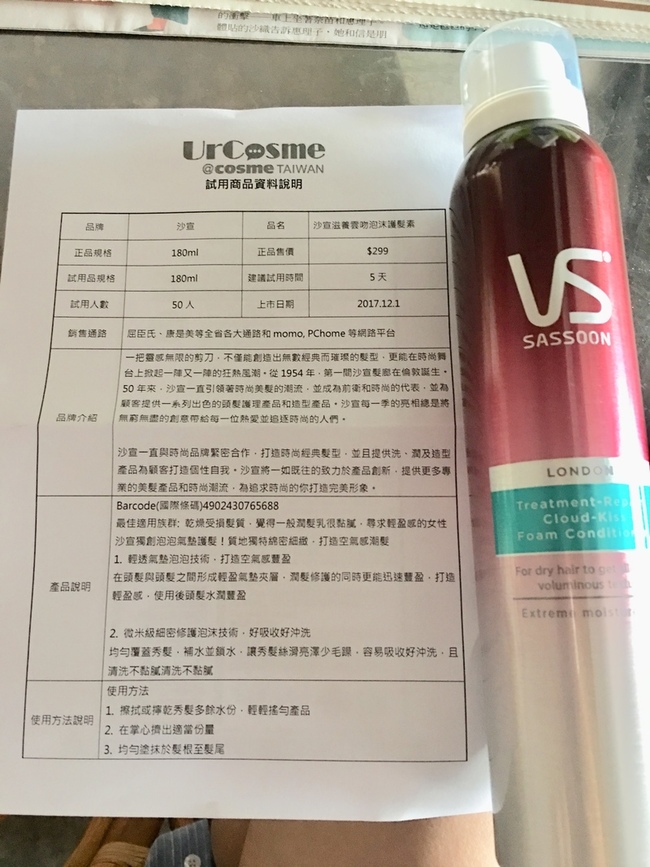 體貼的沙織告訴應理子，她和信是朋
UrCosme
@cosme TAIWAN
試用商品資料說明
品牌 沙宣 品名 沙宣滋養雲吻泡沫護髮素
正品規格 180ml 正品售價 $299
試用品規格 180ml 建議試用時間 5 天
試用人數 50 人 上市日期 2017.12.1
銷售通路 屈臣氏、康是美等全省各大通路和 momo, PChome 等網路平台
品牌介紹
一把靈感無限的剪刀，不僅能創造出無數經典而璀璨的髮型，更能在時尚舞
台上掀起一陣又一陣的狂熱風潮。從 1954 年，第一間沙宣髮廊在倫敦誕生。
50 年來，沙宣一直引領著時尚美髮的潮流，並成為前衛和時尚的代表，並為
顧客提供一系列出色的頭髮護理產品和造型產品。沙宣每一季的亮相總是將
無窮無盡的創意帶給每一位熱愛並追逐時尚的人們。
沙宣一直與時尚品牌緊密合作，打造時尚經典髮型，並且提供洗、潤及造型
產品為顧客打造個性自我。沙宣將一如既往的致力於產品創新，提供更多專
業的美髮產品和時尚潮流，為追求時尚的你打造完美形象。
產品說明
Barcode(國際條碼)4902430765688
最佳適用族群: 乾燥受損髮質，覺得一般潤髮乳很黏膩，尋求輕盈感的女性
沙宣獨創泡泡氣墊護髮！質地獨特綿密細緻，打造空氣感潮髮
1. 輕透氣墊泡泡技術，打造空氣感豐盈
在頭髮與頭髮之間形成輕盈氣墊夾層，潤髮修護的同時更能迅速豐盈，打造
輕盈感，使用後頭髮水潤豐盈
2. 微米級細密修護泡沫技術，好吸收好沖洗
均勻覆蓋秀髮，補水並鎖水，讓秀髮絲滑亮澤少毛躁，容易吸收好沖洗，且
清洗不黏膩清洗不黏膩
使用方法說明
使用方法
1. 擦拭或擰乾秀髮多餘水份，輕輕搖勻產品
2. 在掌心擠出適當份量
3. 均勻塗抹於髮根至髮尾
VS
SASSOON
LONDON
Treatment-Repa
Cloud-Kiss
Foam Conditio
For dry hair to get
voluminous
Extreme moistur